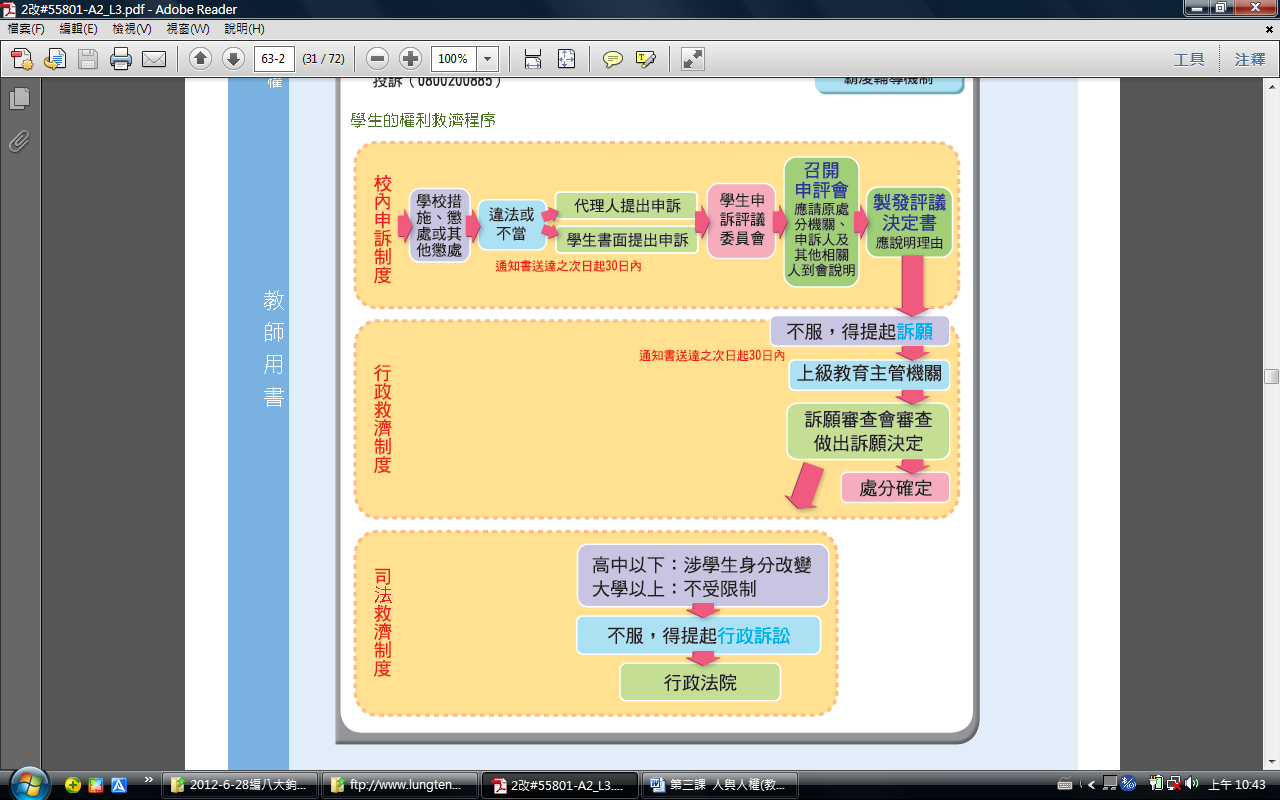 2改#55801-A2_L3.pdf - Adobe Reader
檔案(F) 編輯(E) 檢視(V) 視窗(W) 說明(H)
63-2 (31 / 72) 100% 工具 注釋
權
教師用書
投訴（0800200885）
霸凌輔導機制
學生的權利救濟程序
校內申訴制度
學校措
施、懲
處或其
他懲處
違法或
不當
代理人提出申訴
學生書面提出申訴
通知書送達之次日起30日內
學生申
訴評議
委員會
召開
申評會
應請原處
分機關、
申訴人及
其他相關
人到會說明
製發評議
決定書
應說明理由
行政救濟制度
不服，得提起訴願
通知書送達之次日起30日內
上級教育主管機關
訴願審查會審查
做出訴願決定
處分確定
司法救濟制度
高中以下：涉學生身分改變
大學以上：不受限制
不服，得提起行政訴訟
行政法院
2012-6-28編八大鈞...
ftp://www.lungten...
2改#55801-A2_L3....
第三課 人與人權(教...
上午 10:43